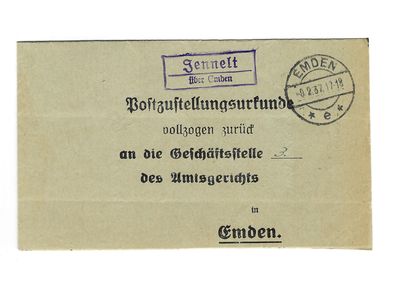 Jennelt
über Emden
EMDEN
.8.2.37.17-18
* e *
Postzustellungsurkunde
vollzogen zurück
an die Geschäftsstelle 3.
des Amtsgerichts
in
Emden.